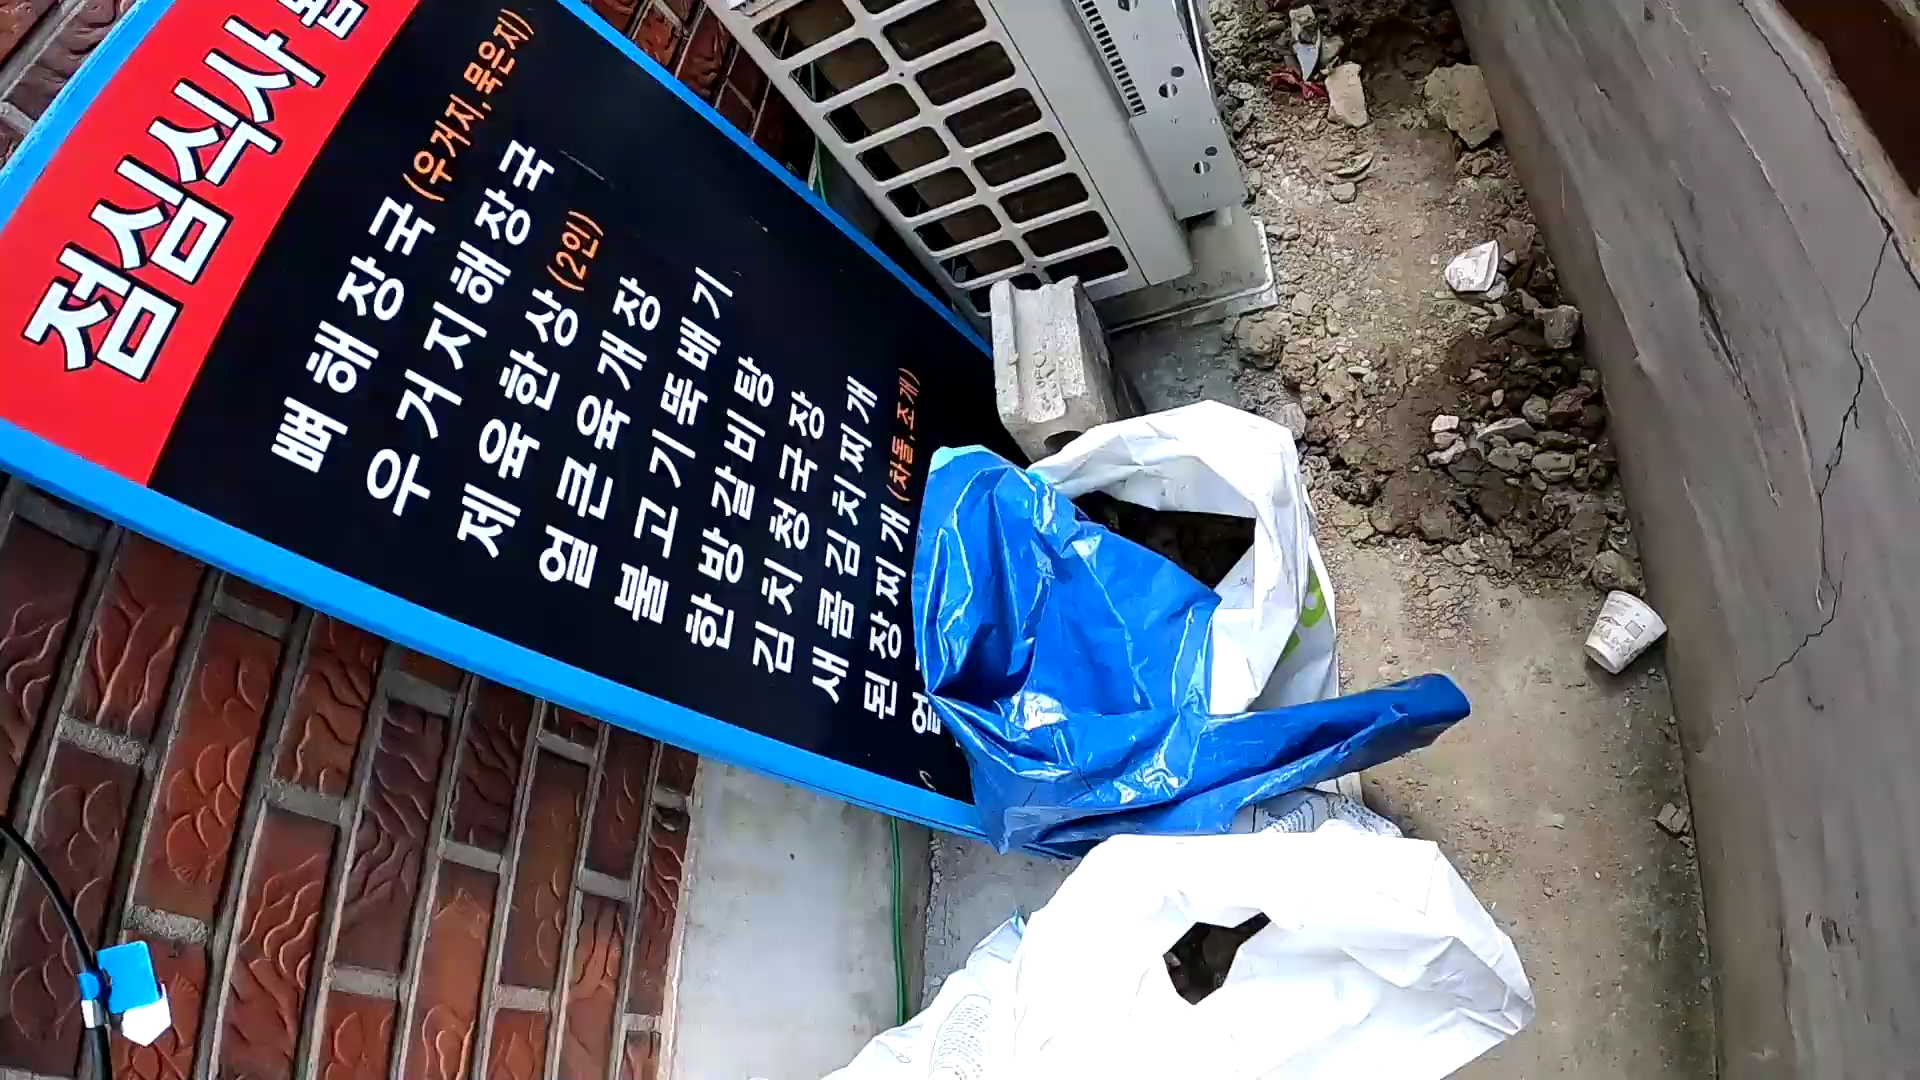 점심식사
뼈해장국 (우거지,묵은지)
우거지해장국
제육한상 (2인)
얼큰육개장
불고기뚝배기
한방갈비탕
김치청국장
새콤김치찌개
된장찌개 (차돌,조개)